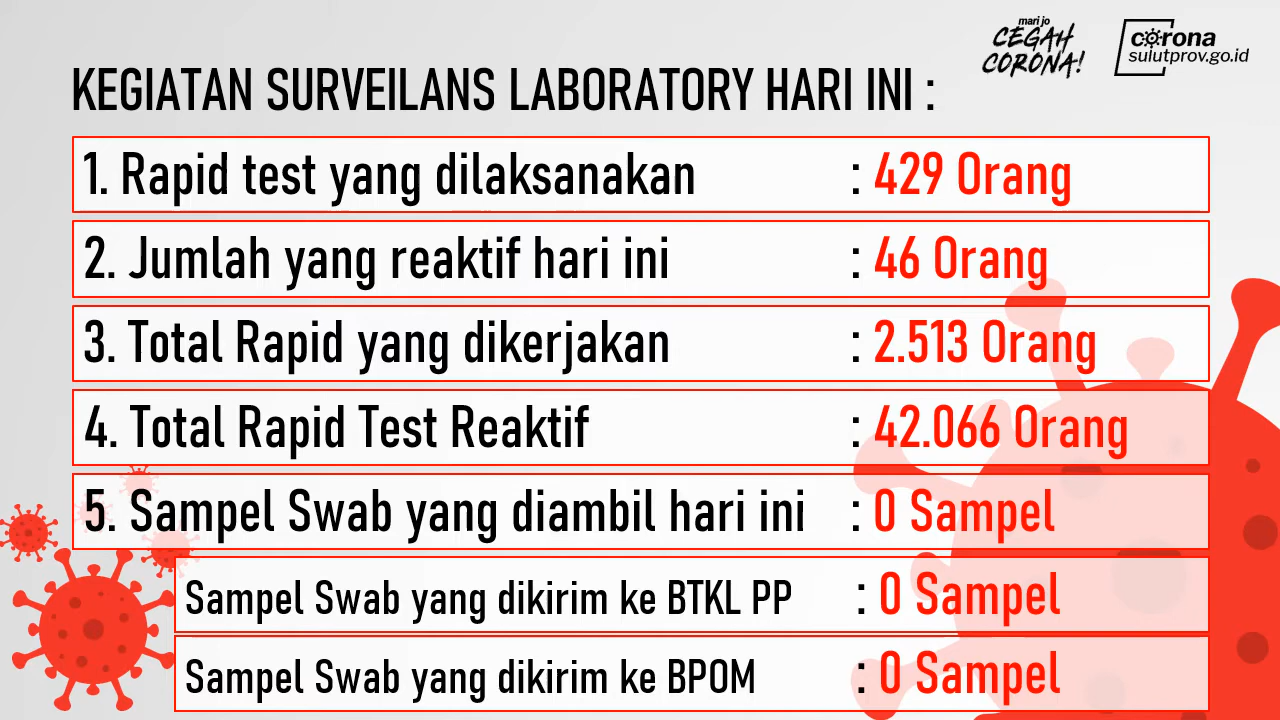 mari jo
CEGAH
CORONA!
corona
sulutprov.go.id
KEGIATAN SURVEILANS LABORATORY HARI INI :
1. Rapid test yang dilaksanakan : 429 Orang
2. Jumlah yang reaktif hari ini : 46 Orang
3. Total Rapid yang dikerjakan : 2.513 Orang
4. Total Rapid Test Reaktif : 42.066 Orang
5. Sampel Swab yang diambil hari ini : 0 Sampel
Sampel Swab yang dikirim ke BTKL PP : 0 Sampel
Sampel Swab yang dikirim ke BPOM : 0 Sampel